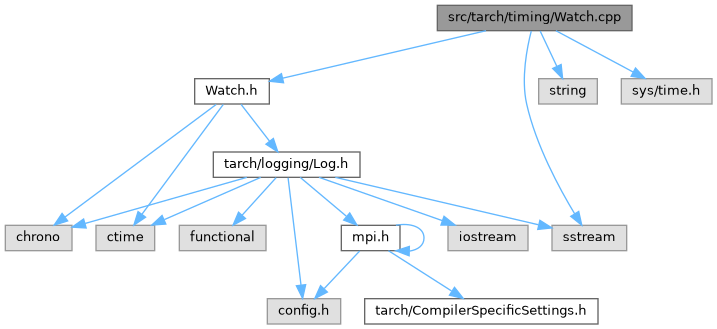 src/tarch/timing/Watch.cpp
Watch.h
string
sys/time.h
tarch/logging/Log.h
chrono
ctime
functional
mpi.h
iostream
sstream
config.h
tarch/CompilerSpecificSettings.h